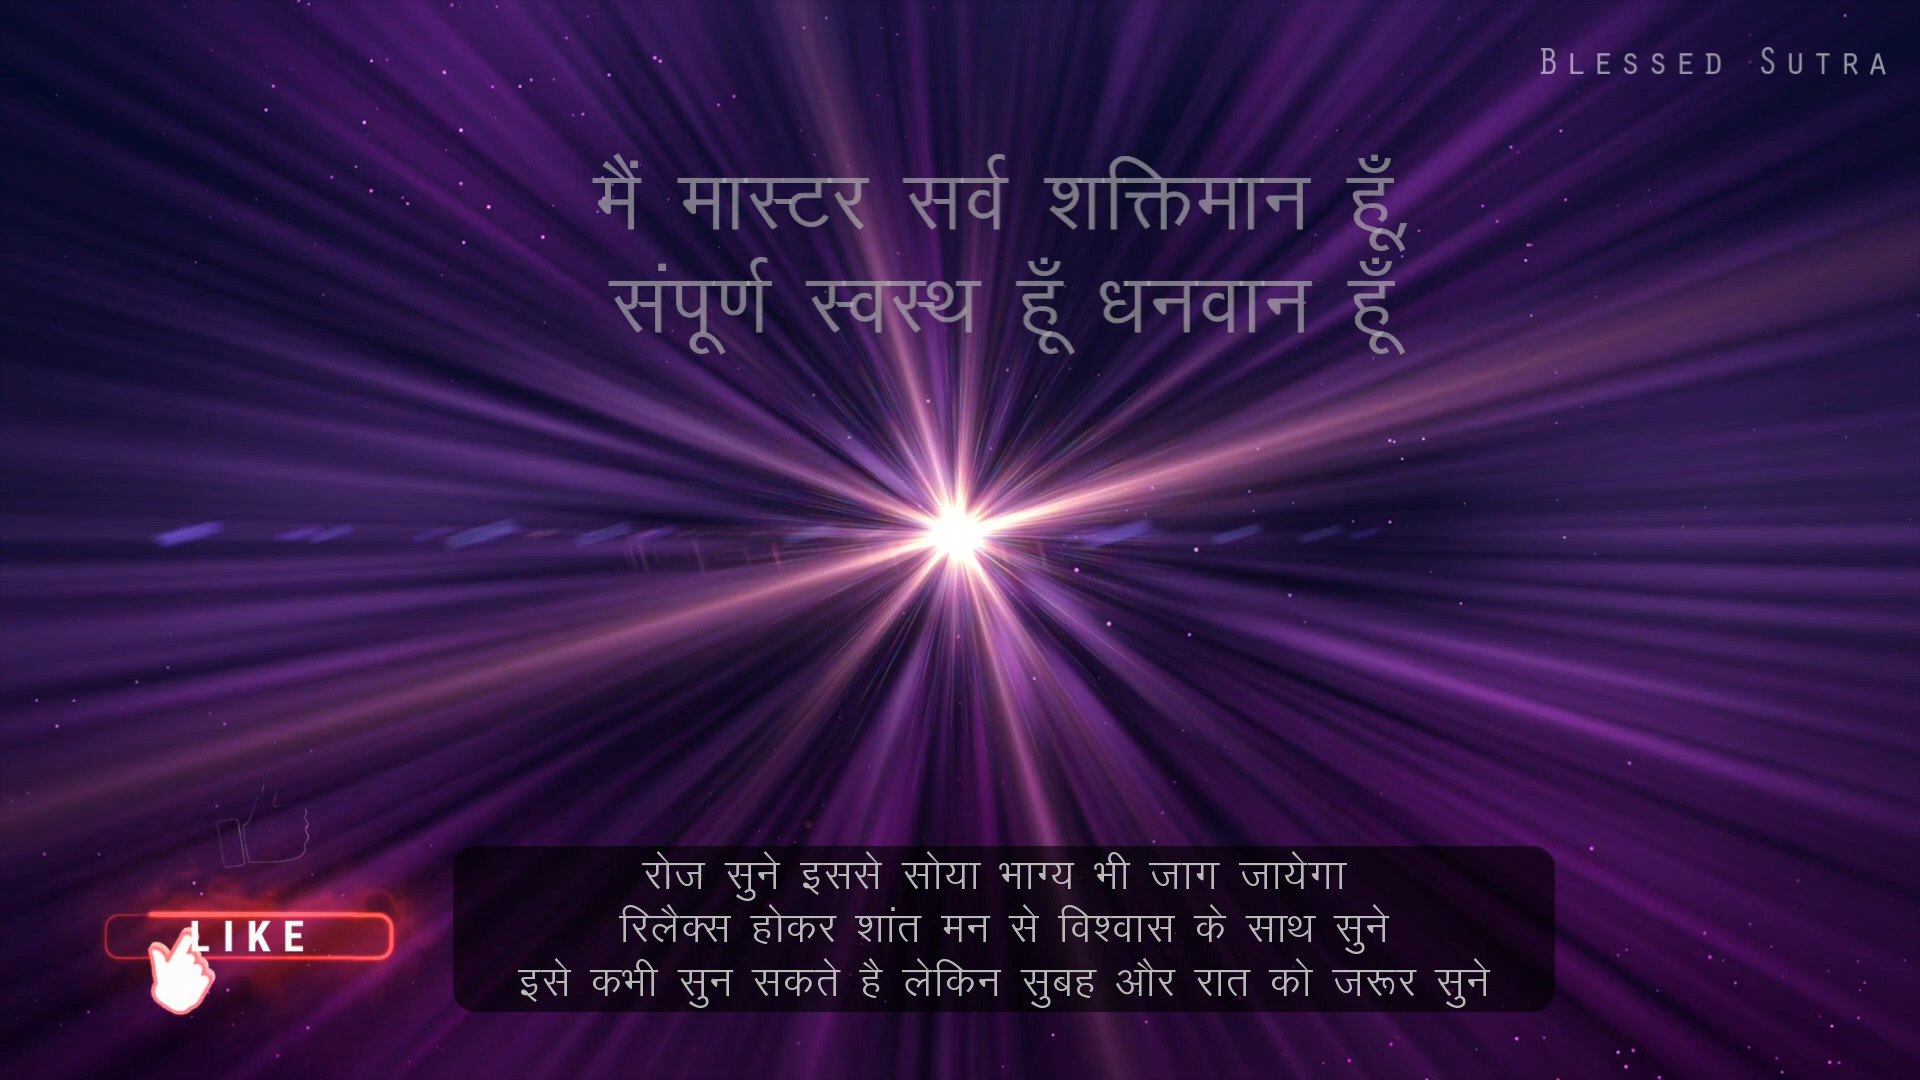 BLESSED SUTRA
मैं मास्टर सर्व शक्तिमान हूँ
संपूर्ण स्वस्थ हूँ धनवान हूँ
रोज सुने इससे सोया भाग्य भी जाग जायेगा
रिलैक्स होकर शांत मन से विश्वास के साथ सुने
LIKE
इसे कभी सुन सकते है लेकिन सुबह और रात को जरूर सुने